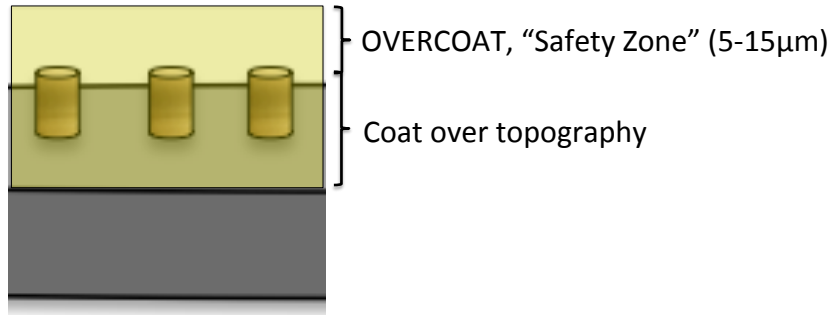 OVERCOAT, “Safety Zone” (5-15μm)
Coat over topography